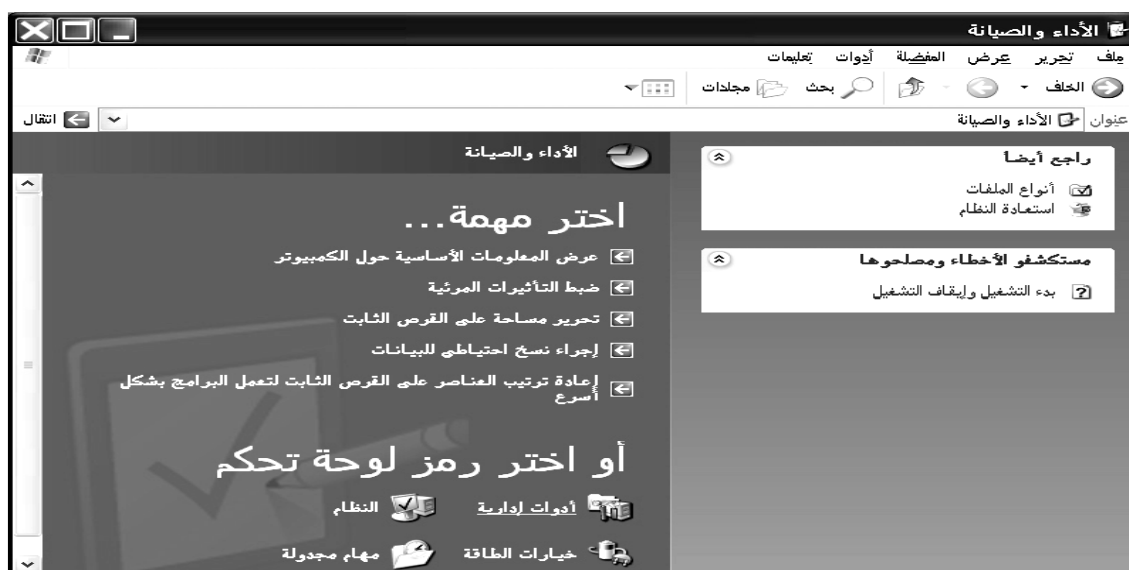 الأداء والصيانة
ملف تحرير عرض المفضلة أدوات تعليمات
الخلف بحث مجلدات
عنوان الأداء والصيانة انتقال
راجع أيضاً
أنواع الملفات
استعادة النظام
مستكشفو الأخطاء ومصلحوها
بدء التشغيل وإيقاف التشغيل
الأداء والصيانة
اختر مهمة...
عرض المعلومات الأساسية حول الكمبيوتر
ضبط التأثيرات المرئية
تحرير مساحة على القرص الثابت
إجراء نسخ احتياطي للبيانات
إعادة ترتيب العناصر على القرص الثابت لتعمل البرامج بشكل
أسرع
أو اختر رمز لوحة تحكم
أدوات إدارية النظام
خيارات الطاقة مهام مجدولة